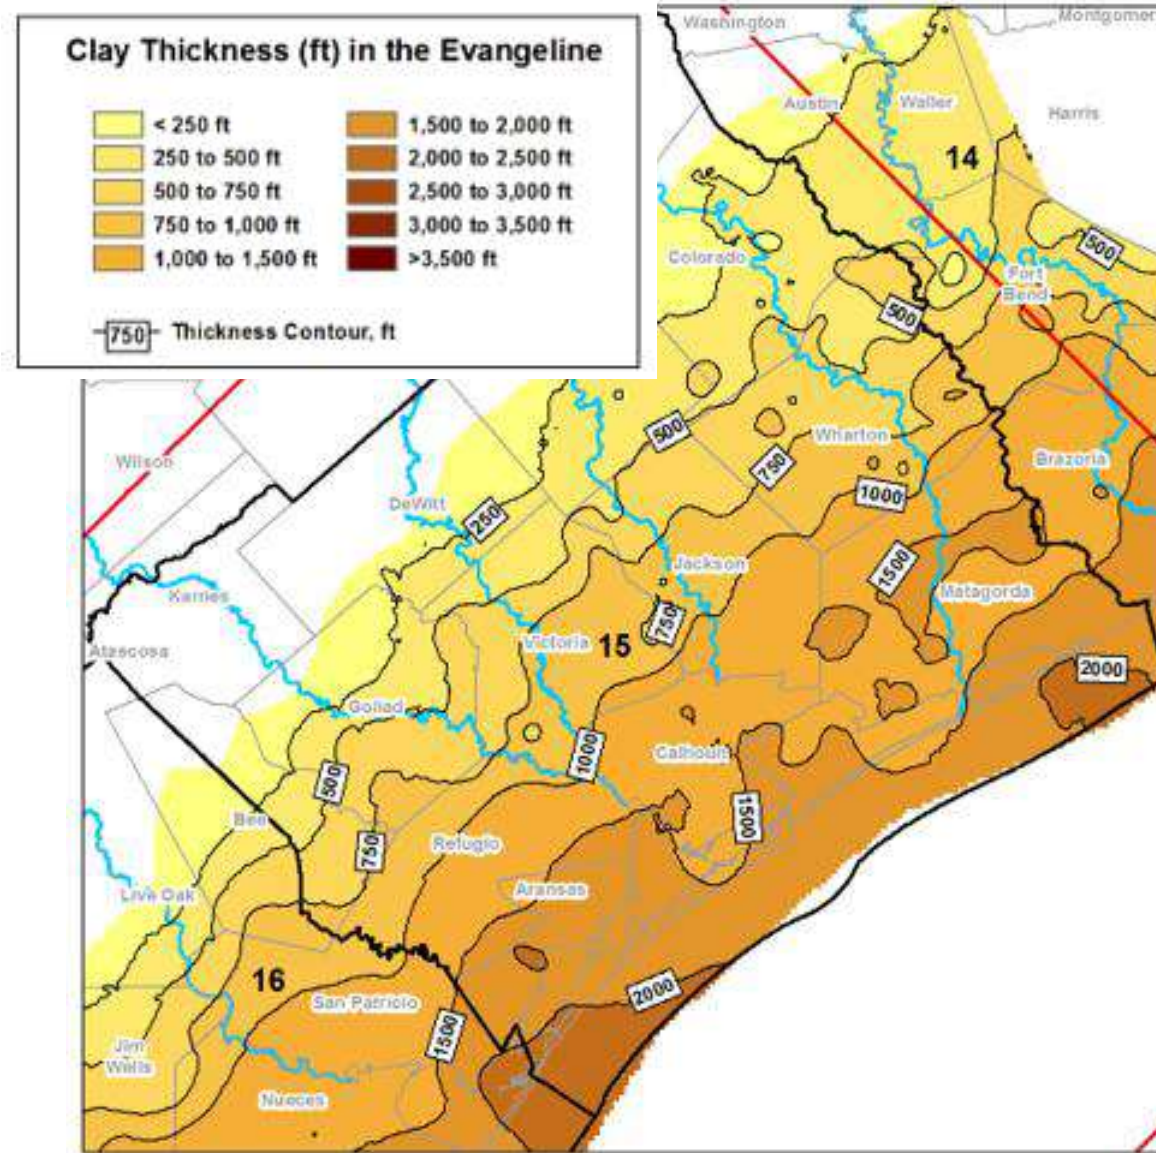 Clay Thickness (ft) in the Evangeline
< 250 ft
250 to 500 ft
500 to 750 ft
750 to 1,000 ft
1,000 to 1,500 ft
1,500 to 2,000 ft
2,000 to 2,500 ft
2,500 to 3,000 ft
3,000 to 3,500 ft
>3,500 ft
750 Thickness Contour, ft
Washington
Montgomer
Austin
Waller
Harris
14
Colorado
500
Fort
Bend
500
500
Wharton
750
1000
Brazoria
Wilson
DeWitt
250
Jackson
1500
Matagorda
Karnes
750
Victoria
15
Atascosa
2000
Goliad
Calhoun
1000
500
1500
Bee
750
Refugio
Live Oak
Aransas
16
San Patricio
2000
1500
Jim
Wells
Nueces